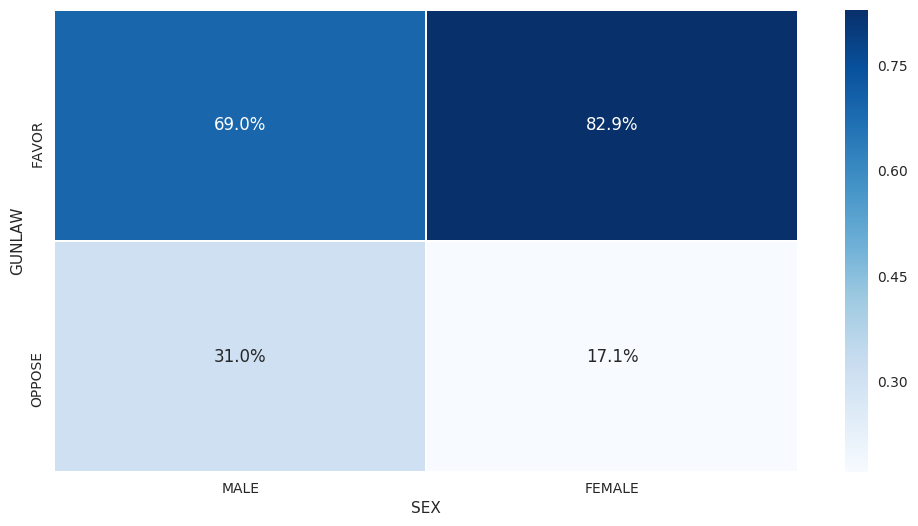 GUNLAW
FAVOR
OPPOSE
69.0%
82.9%
31.0%
17.1%
MALE
FEMALE
SEX
0.75
0.60
0.45
0.30